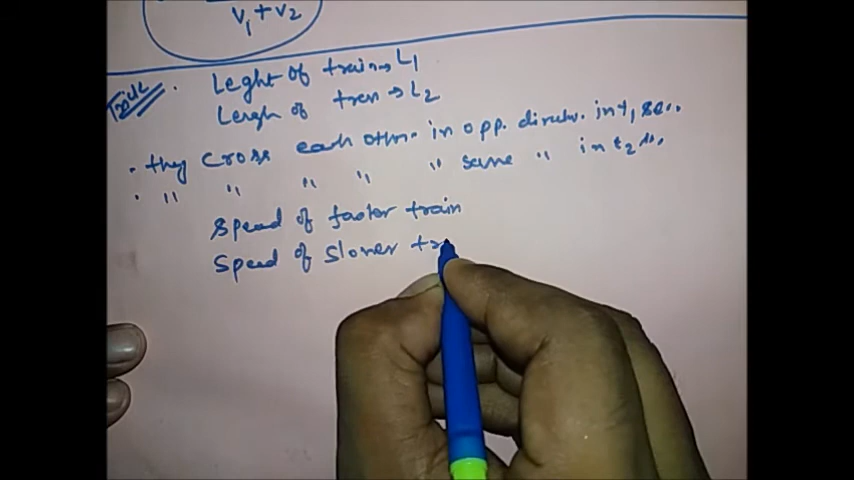 v₁ + v₂
Trick. Leght of train → L₁
Lengh of tren → L₂
. they cross each other. in opp. direction. in t₁ sec.
. " " " " " same " in t₂ s.
Speed of faster train
Speed of slower tr